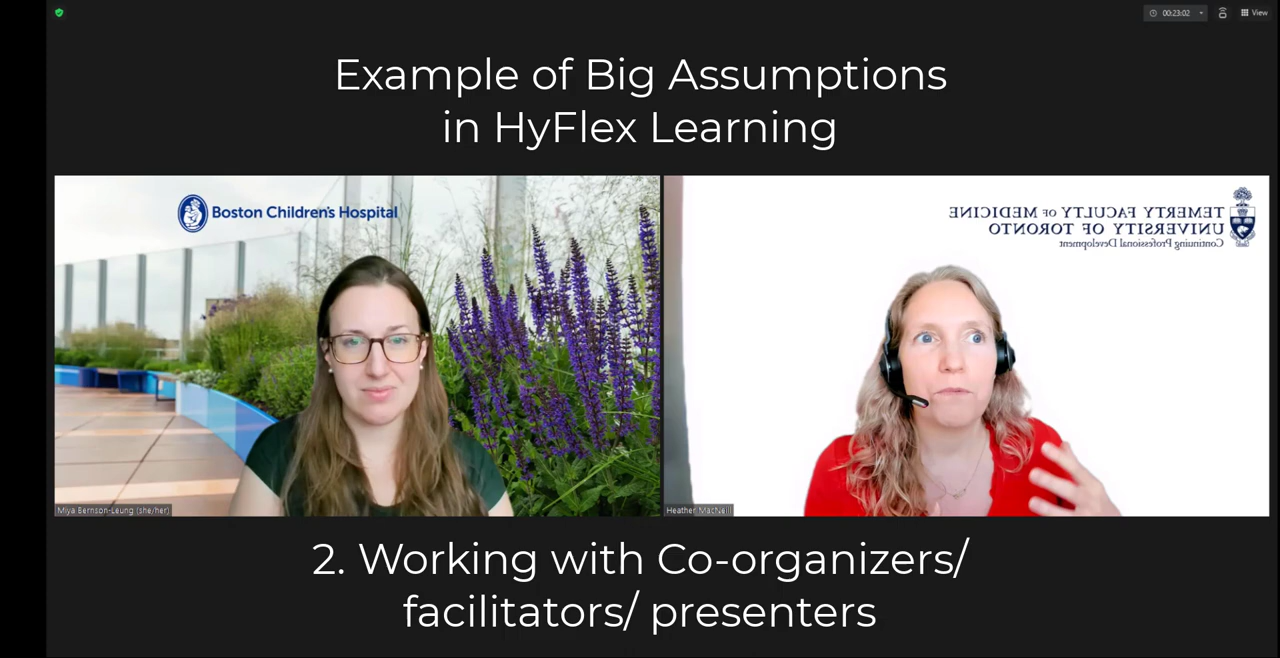 00:23:02
View
Example of Big Assumptions
in HyFlex Learning
Boston Children's Hospital
TEMERTY FACULTY OF MEDICINE
UNIVERSITY OF TORONTO
Continuing Professional Development
Miya Bernson-Leung (she/her)
Heather MacNeill
2. Working with Co-organizers/
facilitators/ presenters